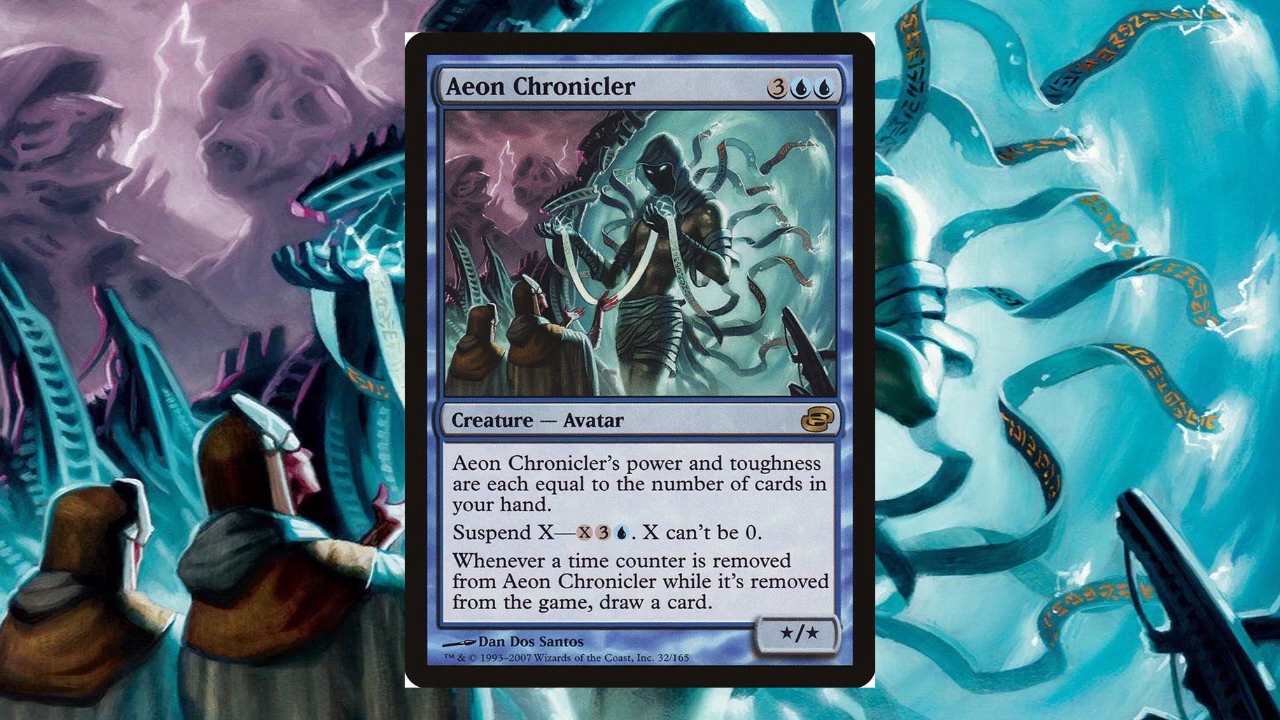 Aeon Chronicler 3
Creature — Avatar
Aeon Chronicler's power and toughness
are each equal to the number of cards in
your hand.
Suspend X—X3. X can't be 0.
Whenever a time counter is removed
from Aeon Chronicler while it's removed
from the game, draw a card.
★/★
Dan Dos Santos
™ & © 1993–2007 Wizards of the Coast, Inc. 32/165